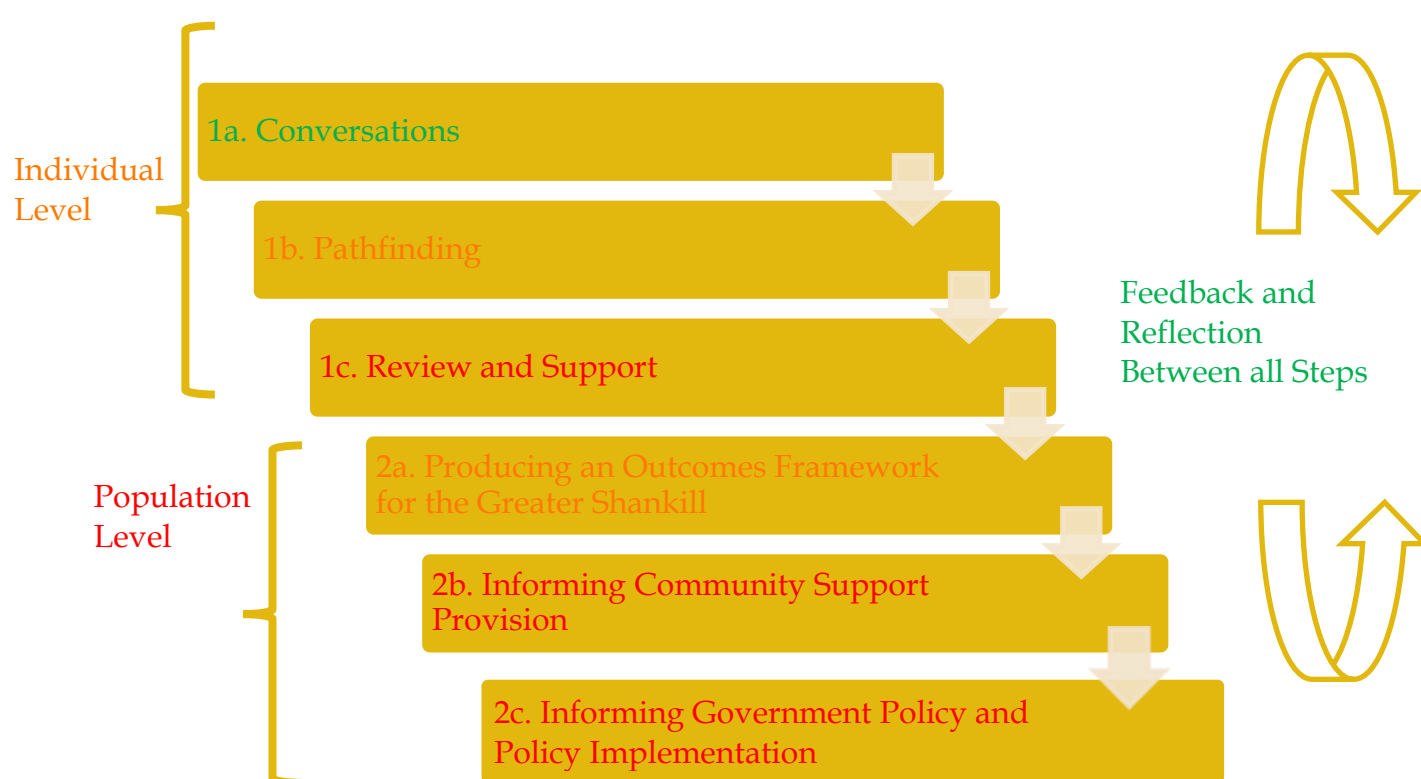 1a. Conversations
Individual
Level
1b. Pathfinding
1c. Review and Support
Feedback and
Reflection
Between all Steps
2a. Producing an Outcomes Framework
for the Greater Shankill
Population
Level
2b. Informing Community Support
Provision
2c. Informing Government Policy and
Policy Implementation